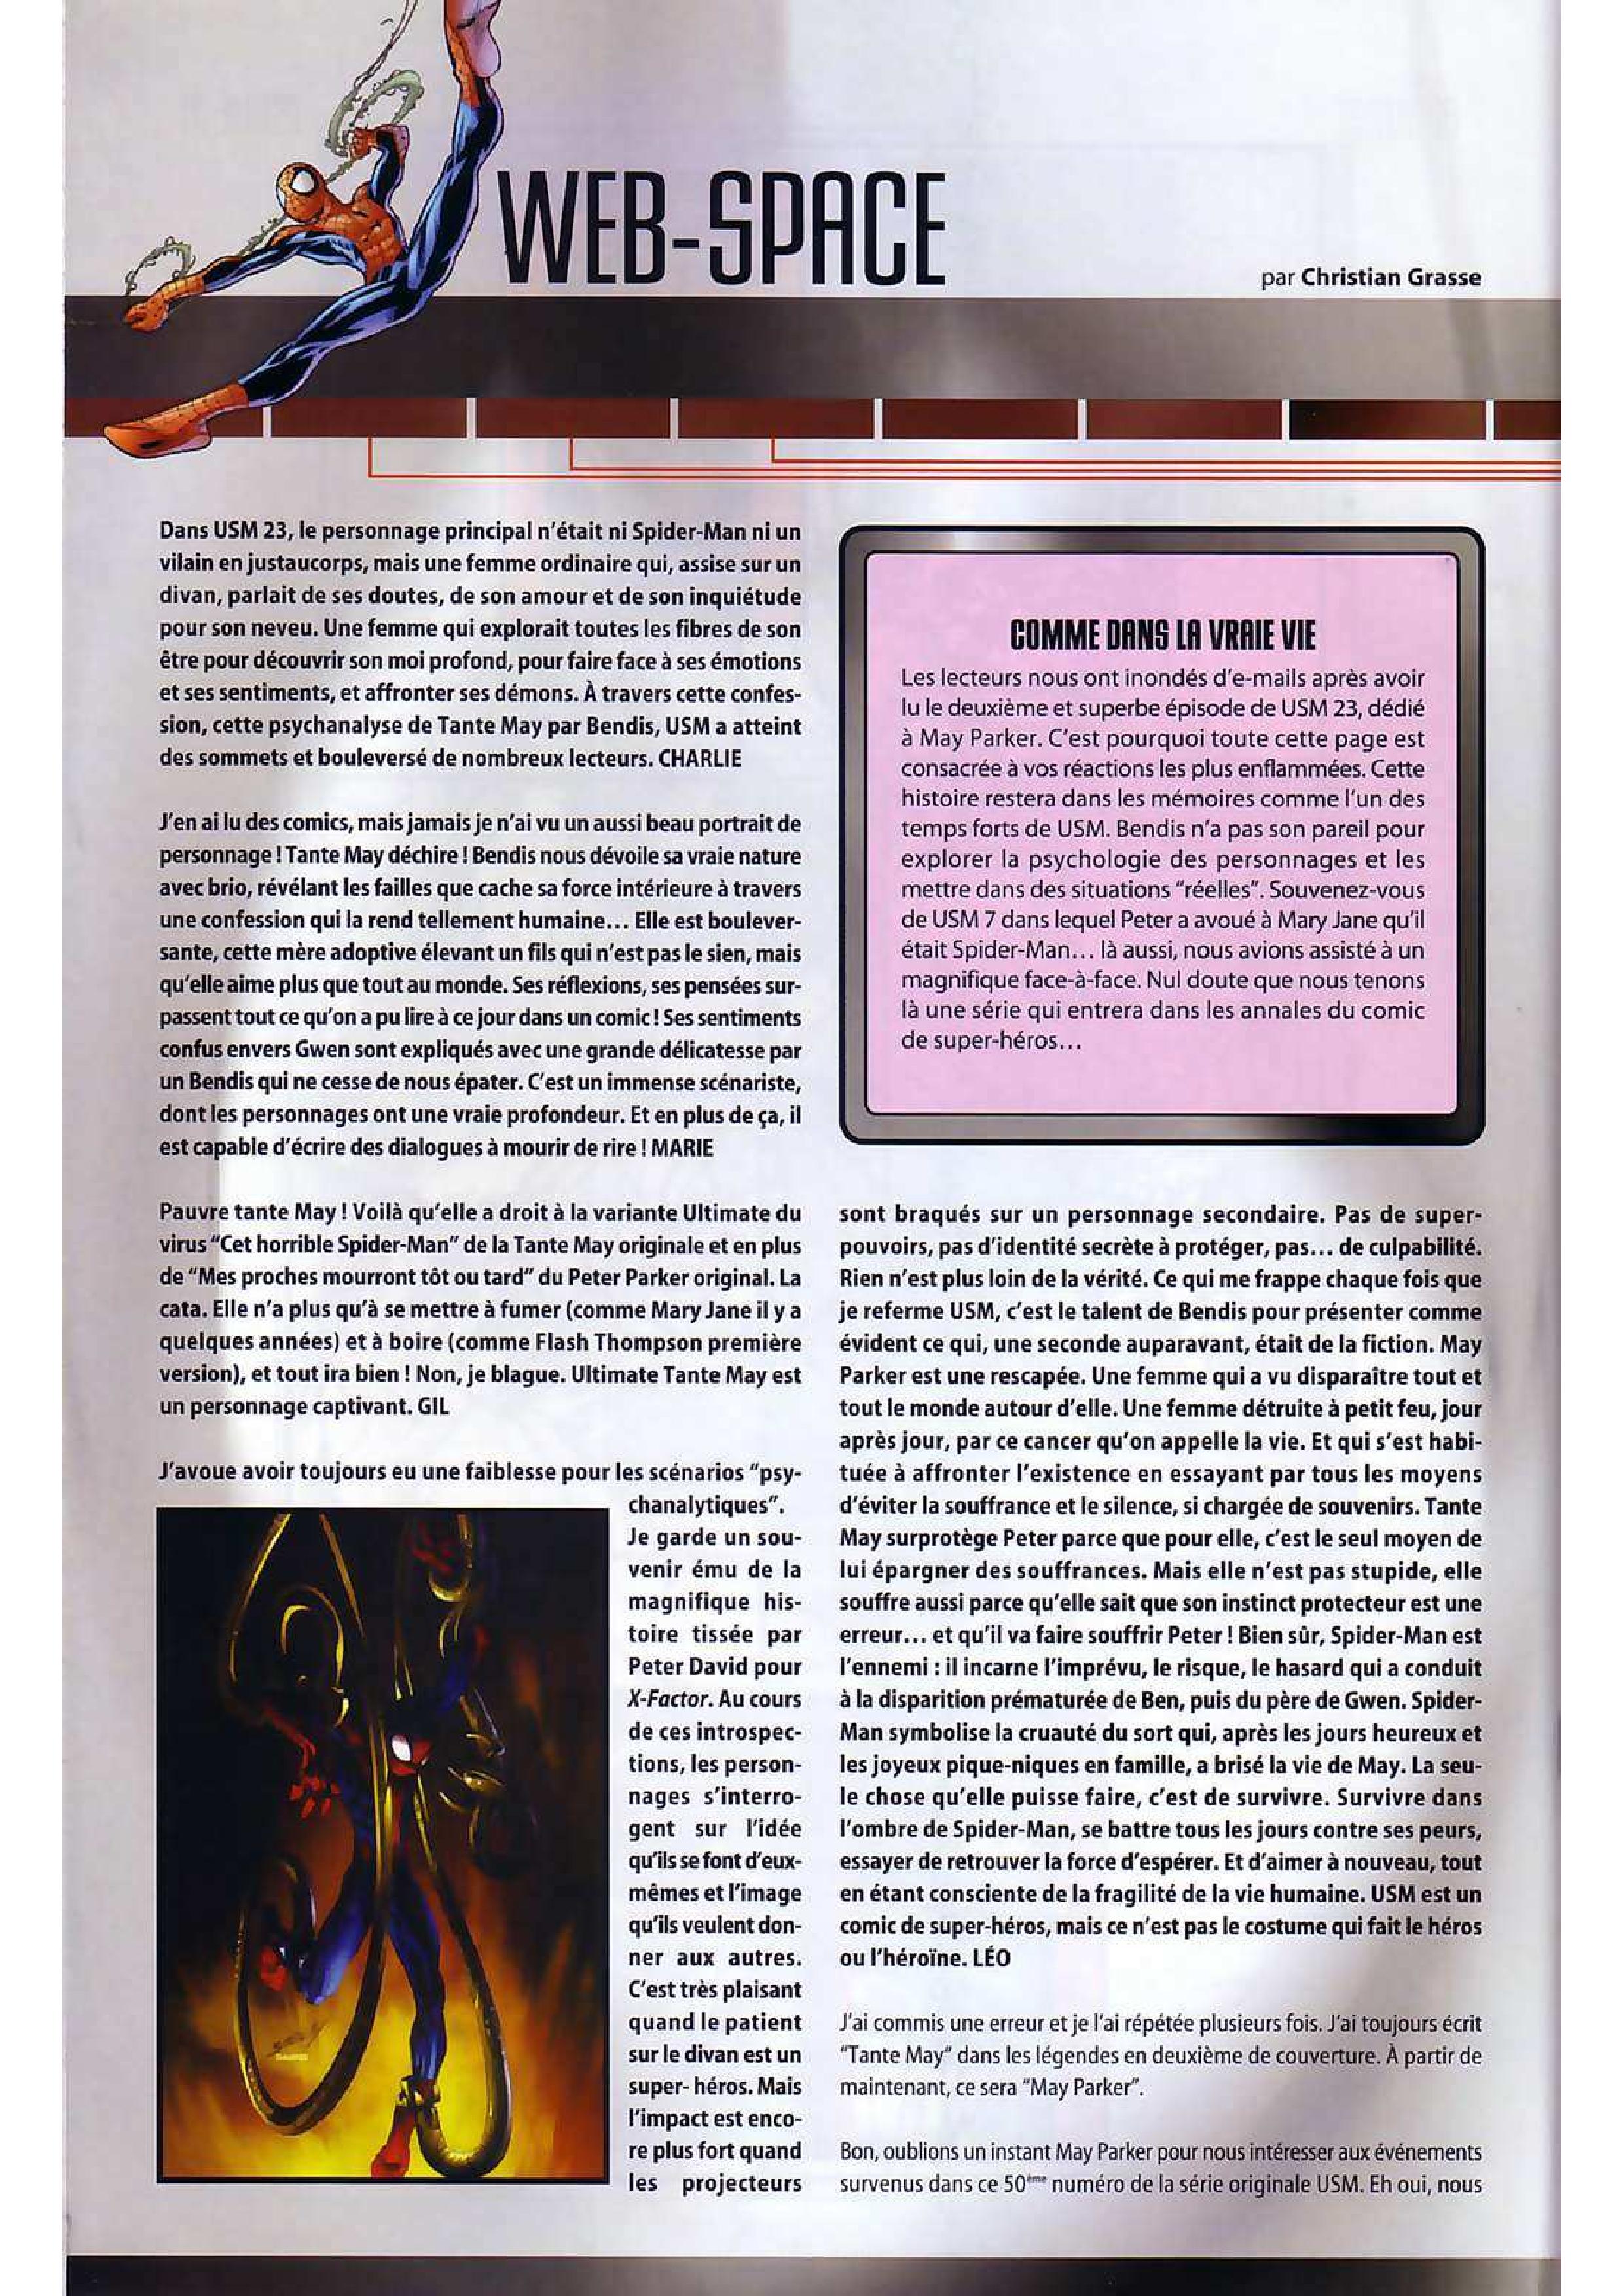 WEB-SPACE
par Christian Grasse
Dans USM 23, le personnage principal n'était ni Spider-Man ni un
vilain en justaucorps, mais une femme ordinaire qui, assise sur un
divan, parlait de ses doutes, de son amour et de son inquiétude
pour son neveu. Une femme qui explorait toutes les fibres de son
être pour découvrir son moi profond, pour faire face à ses émotions
et ses sentiments, et affronter ses démons. À travers cette confes-
sion, cette psychanalyse de Tante May par Bendis, USM a atteint
des sommets et bouleversé de nombreux lecteurs. CHARLIE
J'en ai lu des comics, mais jamais je n'ai vu un aussi beau portrait de
personnage ! Tante May déchire ! Bendis nous dévoile sa vraie nature
avec brio, révélant les failles que cache sa force intérieure à travers
une confession qui la rend tellement humaine... Elle est boulever-
sante, cette mère adoptive élevant un fils qui n'est pas le sien, mais
qu'elle aime plus que tout au monde. Ses réflexions, ses pensées sur-
passent tout ce qu'on a pu lire à ce jour dans un comic ! Ses sentiments
confus envers Gwen sont expliqués avec une grande délicatesse par
un Bendis qui ne cesse de nous épater. C'est un immense scénariste,
dont les personnages ont une vraie profondeur. Et en plus de ça, il
est capable d'écrire des dialogues à mourir de rire ! MARIE
Pauvre tante May ! Voilà qu'elle a droit à la variante Ultimate du
virus "Cet horrible Spider-Man" de la Tante May originale et en plus
de "Mes proches mourront tôt ou tard" du Peter Parker original. La
cata. Elle n'a plus qu'à se mettre à fumer (comme Mary Jane il y a
quelques années) et à boire (comme Flash Thompson première
version), et tout ira bien ! Non, je blague. Ultimate Tante May est
un personnage captivant. GIL
J'avoue avoir toujours eu une faiblesse pour les scénarios "psy-
chanalytiques".
Je garde un sou-
venir ému de la
magnifique his-
toire tissée par
Peter David pour
X-Factor. Au cours
de ces introspec-
tions, les person-
nages s'interro-
gent sur l'idée
qu'ils se font d'eux-
mêmes et l'image
qu'ils veulent don-
ner aux autres.
C'est très plaisant
quand le patient
sur le divan est un
super- héros. Mais
l'impact est enco-
re plus fort quand
les projecteurs
COMME DANS LA VRAIE VIE
Les lecteurs nous ont inondés d'e-mails après avoir
lu le deuxième et superbe épisode de USM 23, dédié
à May Parker. C'est pourquoi toute cette page est
consacrée à vos réactions les plus enflammées. Cette
histoire restera dans les mémoires comme l'un des
temps forts de USM. Bendis n'a pas son pareil pour
explorer la psychologie des personnages et les
mettre dans des situations "réelles". Souvenez-vous
de USM 7 dans lequel Peter a avoué à Mary Jane qu'il
était Spider-Man... là aussi, nous avions assisté à un
magnifique face-à-face. Nul doute que nous tenons
là une série qui entrera dans les annales du comic
de super-héros...
sont braqués sur un personnage secondaire. Pas de super-
pouvoirs, pas d'identité secrète à protéger, pas... de culpabilité.
Rien n'est plus loin de la vérité. Ce qui me frappe chaque fois que
je referme USM, c'est le talent de Bendis pour présenter comme
évident ce qui, une seconde auparavant, était de la fiction. May
Parker est une rescapée. Une femme qui a vu disparaître tout et
tout le monde autour d'elle. Une femme détruite à petit feu, jour
après jour, par ce cancer qu'on appelle la vie. Et qui s'est habi-
tuée à affronter l'existence en essayant par tous les moyens
d'éviter la souffrance et le silence, si chargée de souvenirs. Tante
May surprotège Peter parce que pour elle, c'est le seul moyen de
lui épargner des souffrances. Mais elle n'est pas stupide, elle
souffre aussi parce qu'elle sait que son instinct protecteur est une
erreur... et qu'il va faire souffrir Peter ! Bien sûr, Spider-Man est
l'ennemi : il incarne l'imprévu, le risque, le hasard qui a conduit
à la disparition prématurée de Ben, puis du père de Gwen. Spider-
Man symbolise la cruauté du sort qui, après les jours heureux et
les joyeux pique-niques en famille, a brisé la vie de May. La seu-
le chose qu'elle puisse faire, c'est de survivre. Survivre dans
l'ombre de Spider-Man, se battre tous les jours contre ses peurs,
essayer de retrouver la force d'espérer. Et d'aimer à nouveau, tout
en étant consciente de la fragilité de la vie humaine. USM est un
comic de super-héros, mais ce n'est pas le costume qui fait le héros
ou l'héroïne. LÉO
J'ai commis une erreur et je l'ai répétée plusieurs fois. J'ai toujours écrit
"Tante May" dans les légendes en deuxième de couverture. À partir de
maintenant, ce sera "May Parker".
Bon, oublions un instant May Parker pour nous intéresser aux événements
survenus dans ce 50ème numéro de la série originale USM. Eh oui, nous